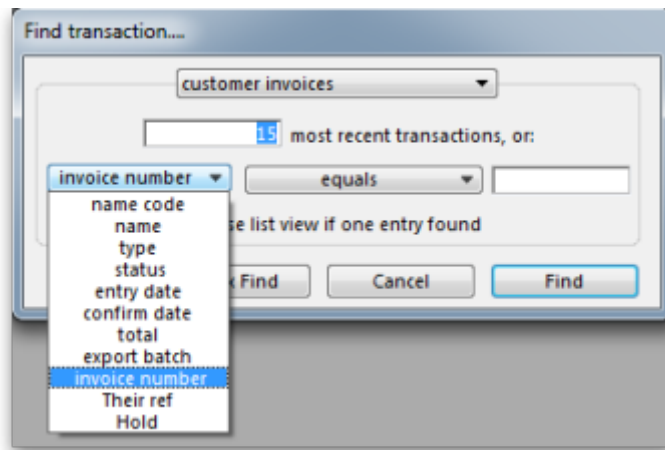 Find transaction....
customer invoices
15 most recent transactions, or:
invoice number equals
name code
name
se list view if one entry found
type
status
entry date
Find Cancel Find
confirm date
total
export batch
invoice number
Their ref
Hold